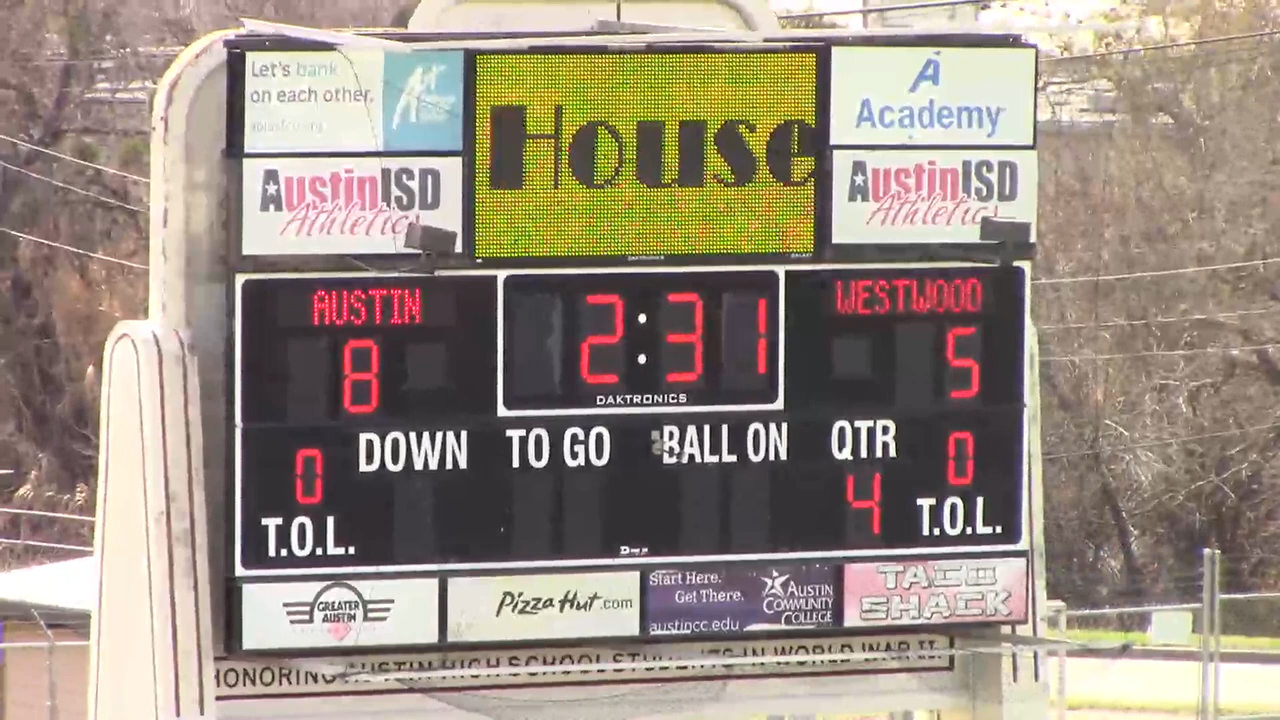 Let's bank
on each other.
House
Academy
AustinISD
Athletics
AustinISD
Athletics
AUSTIN
2:31
WESTWOOD
8
5
DAKTRONICS
DOWN TO GO BALL ON QTR
0
0
4
T.O.L.
T.O.L.
GREATER
AUSTIN
PizzaHut.com
Start Here.
Get There.
austincc.edu
AUSTIN
COMMUNITY
COLLEGE
TACO
SHACK
HONORING AUSTIN HIGH SCHOOL STUDENTS IN WORLD WAR II